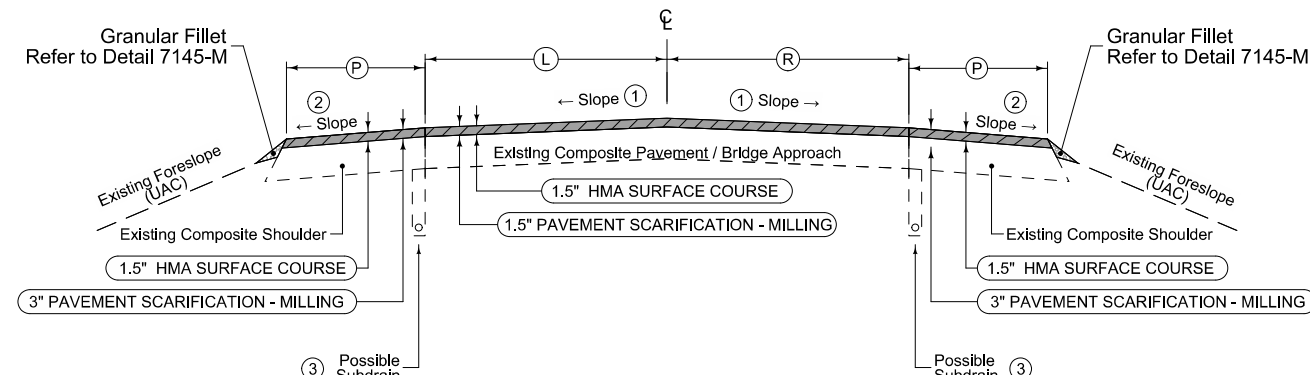 ℄
Granular Fillet
Refer to Detail 7145-M
Granular Fillet
Refer to Detail 7145-M
P
L
R
P
2
← Slope
← Slope 1
1 Slope →
2
Slope →
Existing Foreslope
(UAC)
Existing Composite Pavement / Bridge Approach
Existing Foreslope
(UAC)
1.5" HMA SURFACE COURSE
1.5" PAVEMENT SCARIFICATION - MILLING
Existing Composite Shoulder
Existing Composite Shoulder
1.5" HMA SURFACE COURSE
1.5" HMA SURFACE COURSE
3" PAVEMENT SCARIFICATION - MILLING
3" PAVEMENT SCARIFICATION - MILLING
3 Possible
Subdrain
Possible 3
Subdrain